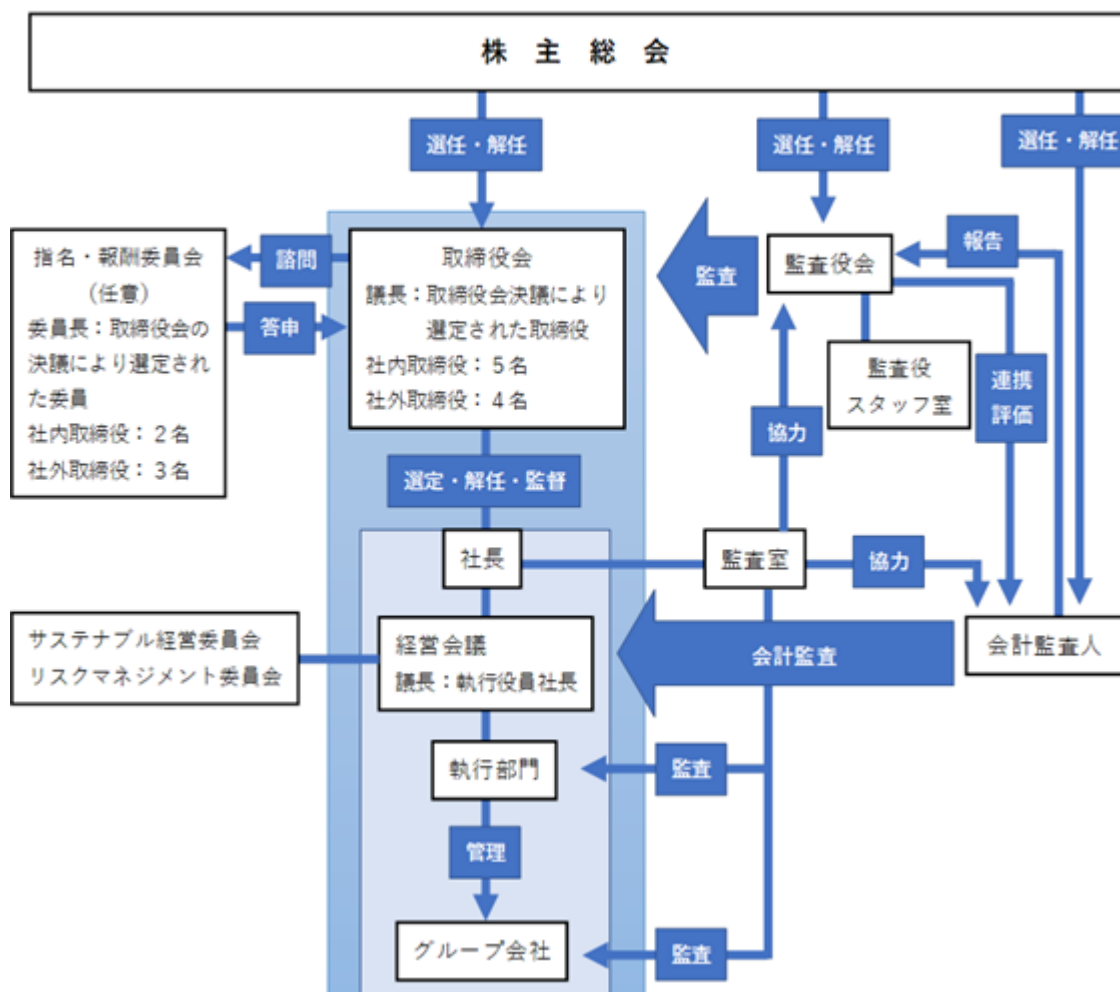 株主総会
選任・解任
選任・解任
選任・解任
指名・報酬委員会
（任意）
委員長：取締役会の
決議により選定され
た委員
社内取締役：２名
社外取締役：３名
諮問
答申
取締役会
議長：取締役会決議により
選定された取締役
社内取締役：５名
社外取締役：４名
監査
監査役会
報告
監査役
スタッフ室
連携
評価
協力
選定・解任・監督
社長
監査室
協力
サステナブル経営委員会
リスクマネジメント委員会
経営会議
議長：執行役員社長
会計監査
会計監査人
執行部門
監査
管理
グループ会社
監査